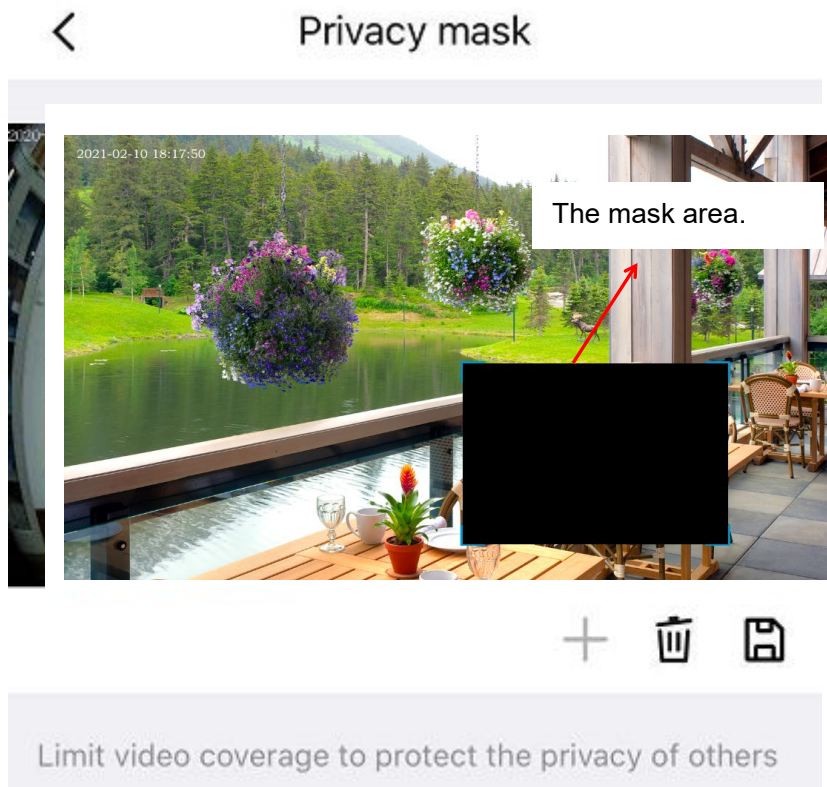 Privacy mask
2020-
2021-02-10 18:17:50
The mask area.
Limit video coverage to protect the privacy of others